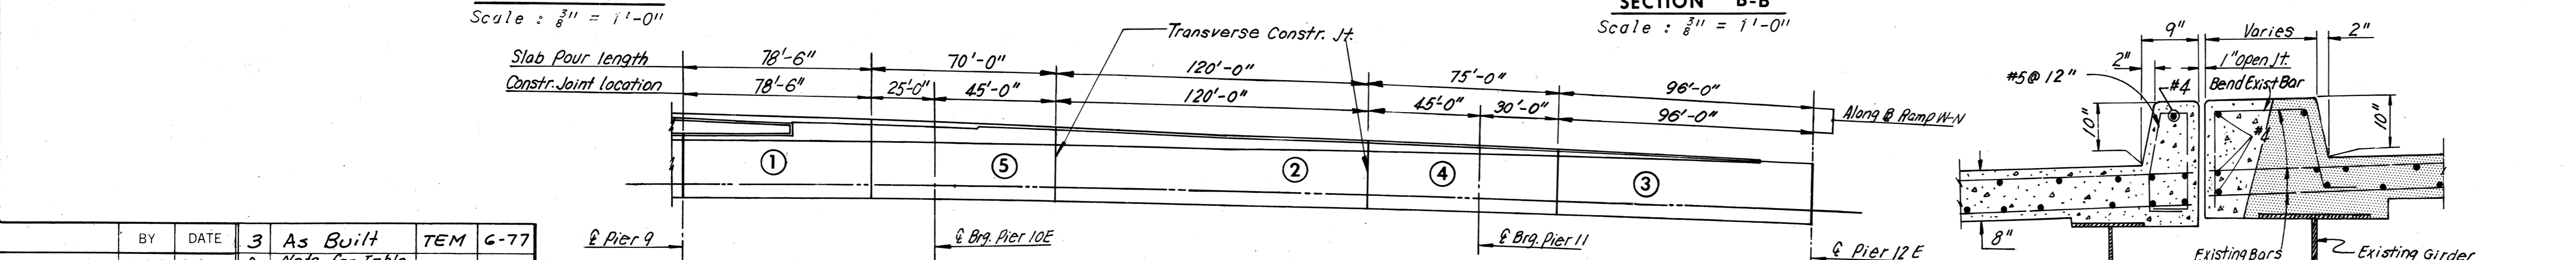 Scale : 3/8" = 1'-0"
SECTION B-B
Scale : 3/8" = 1'-0"
Transverse Constr. Jt.
Slab Pour length
78'-6"
70'-0"
120'-0"
75'-0"
96'-0"
Constr. Joint location
78'-6"
25'-0"
45'-0"
120'-0"
45'-0"
30'-0"
96'-0"
Along B Ramp W-N
1
5
2
4
3
℄ Pier 9
℄ Brg. Pier 10E
℄ Brg. Pier 11
℄ Pier 12E
9"
Varies
2"
2"
1" open Jt.
#5@12"
#4
Bend Exist Bar
10"
#4
10"
8"
Existing Bars
Existing Girder
BY DATE 3 As Built TEM 6-77